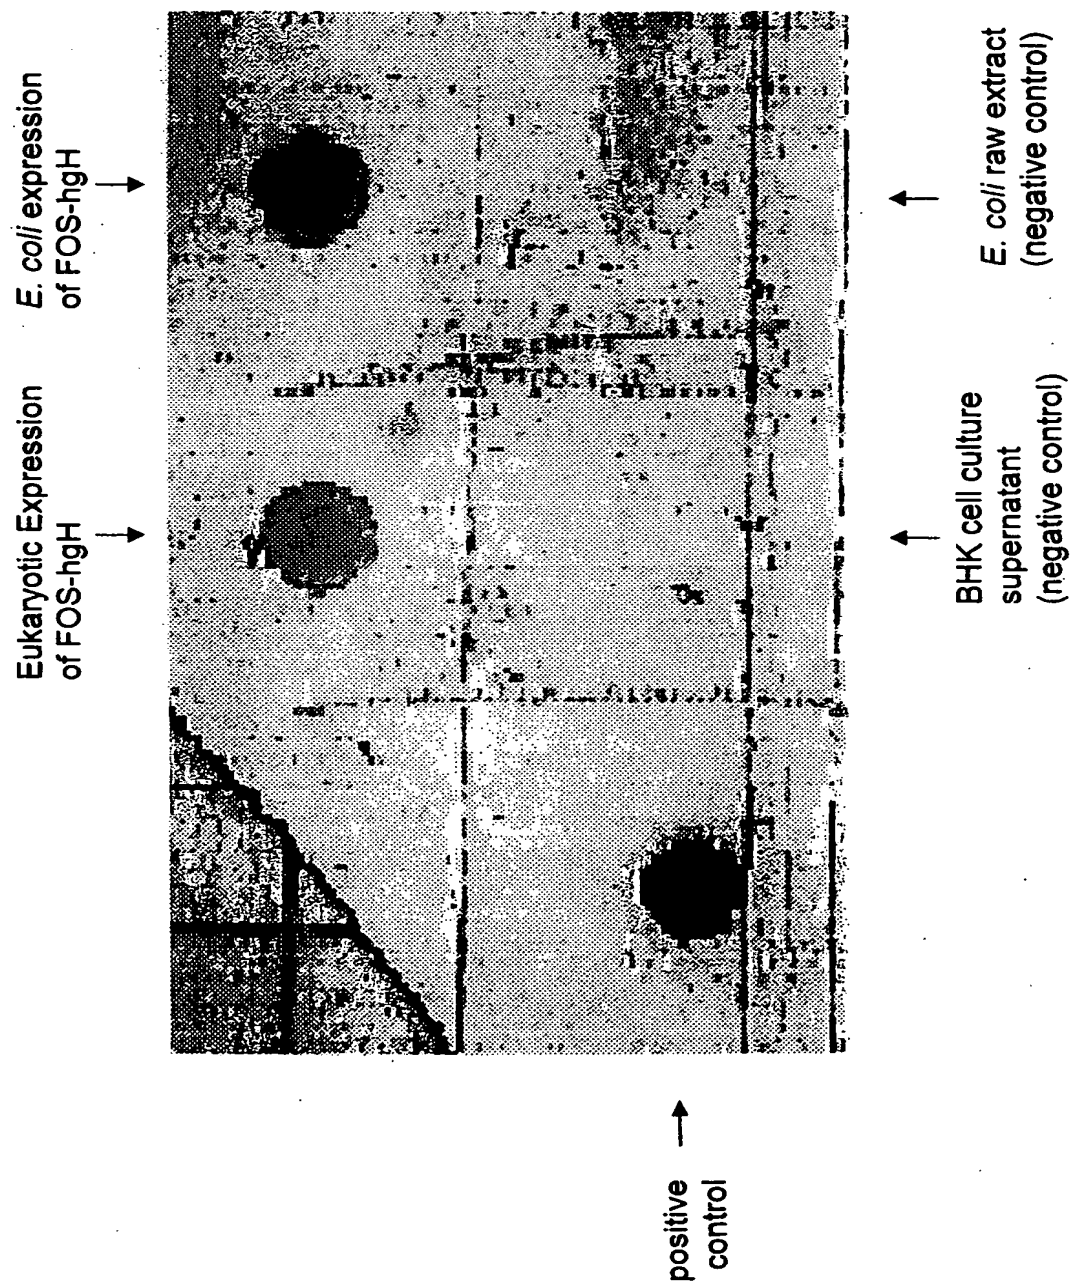 Eukaryotic Expression
of FOS-hgH
E. coli expression
of FOS-hgH
positive
control
BHK cell culture
supernatant
(negative control)
E. coli raw extract
(negative control)